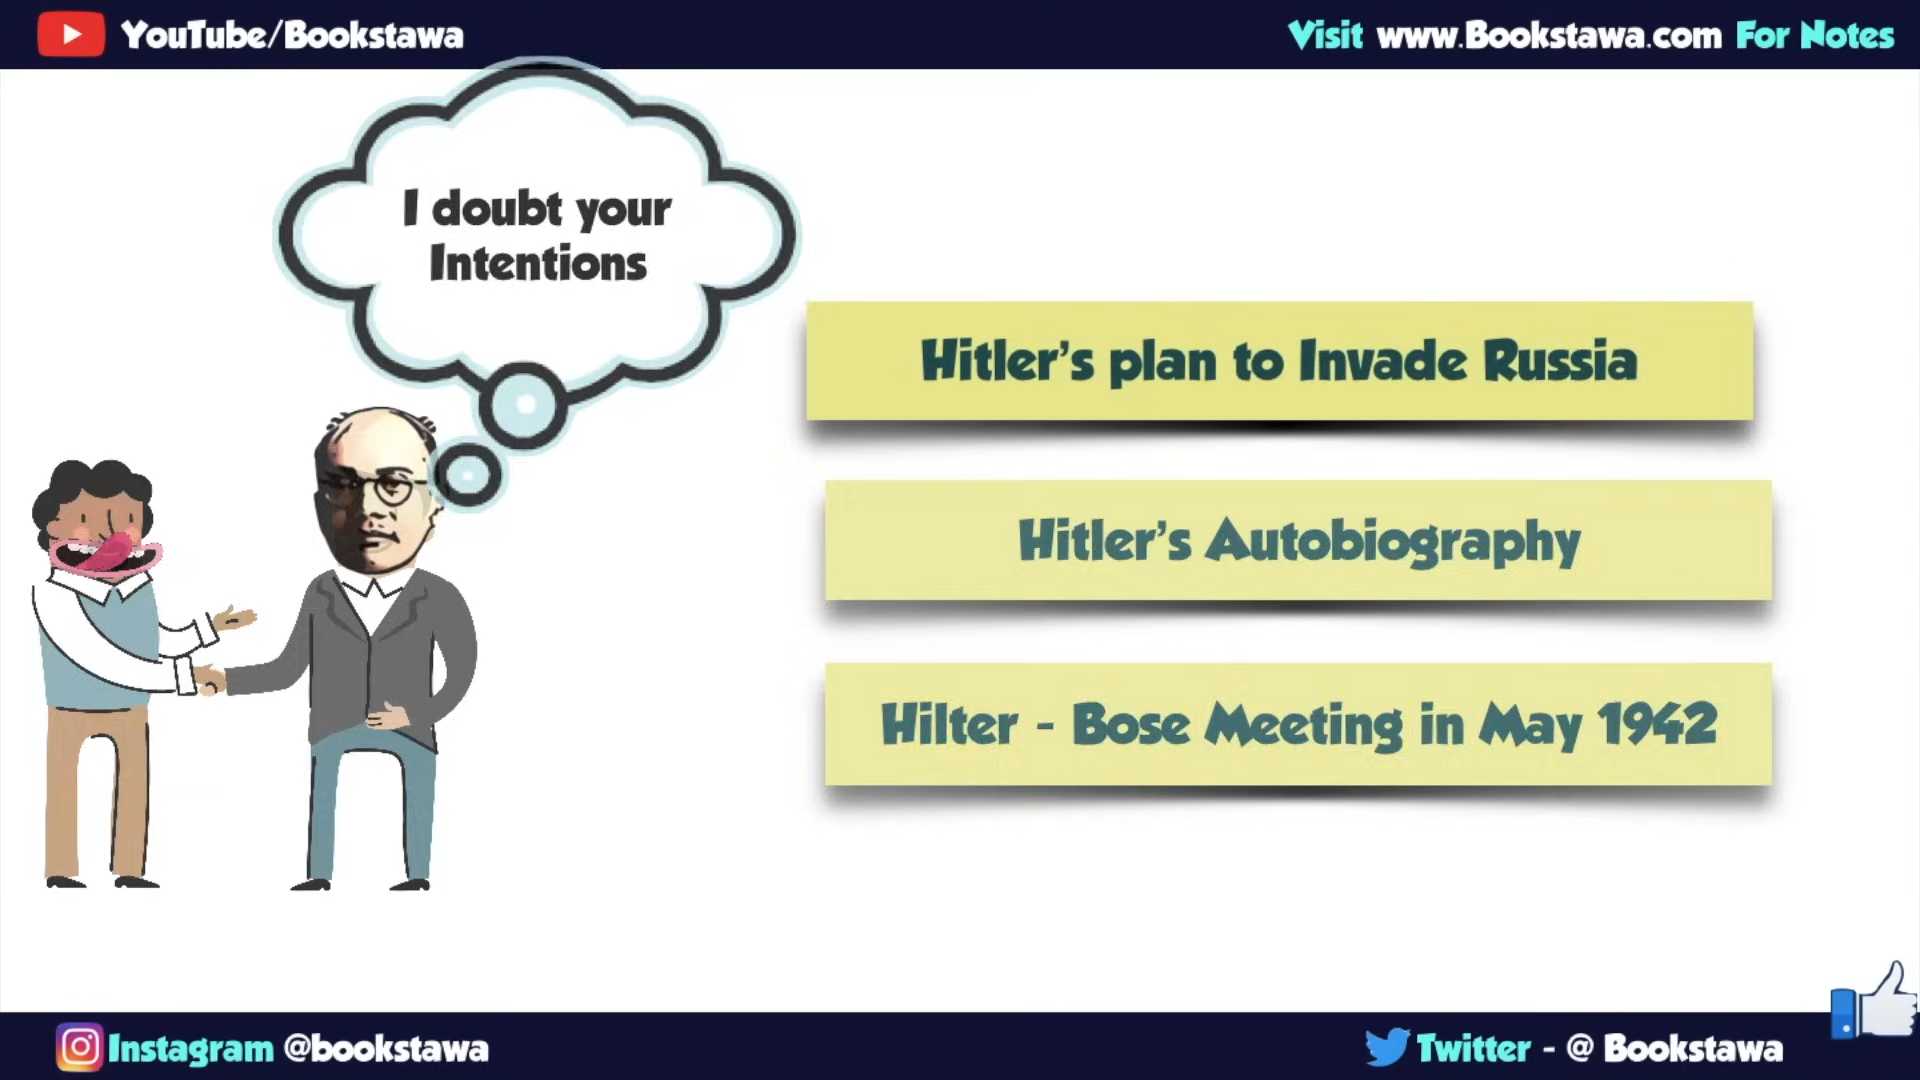 YouTube/Bookstawa
Visit www.Bookstawa.com For Notes
I doubt your
Intentions
Hitler's plan to Invade Russia
Hitler's Autobiography
Hilter - Bose Meeting in May 1942
Instagram @bookstawa
Twitter - @ Bookstawa